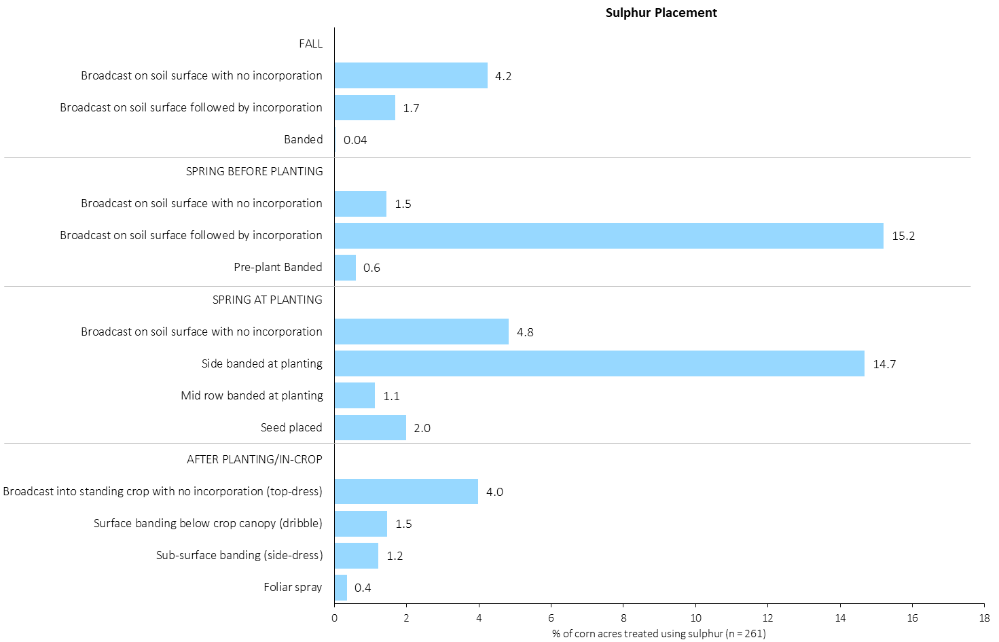 Sulphur Placement
FALL
Broadcast on soil surface with no incorporation 4.2
Broadcast on soil surface followed by incorporation 1.7
Banded 0.04
SPRING BEFORE PLANTING
Broadcast on soil surface with no incorporation 1.5
Broadcast on soil surface followed by incorporation 15.2
Pre-plant Banded 0.6
SPRING AT PLANTING
Broadcast on soil surface with no incorporation 4.8
Side banded at planting 14.7
Mid row banded at planting 1.1
Seed placed 2.0
AFTER PLANTING/IN-CROP
Broadcast into standing crop with no incorporation (top-dress) 4.0
Surface banding below crop canopy (dribble) 1.5
Sub-surface banding (side-dress) 1.2
Foliar spray 0.4
0 2 4 6 8 10 12 14 16 18
% of corn acres treated using sulphur (n = 261)